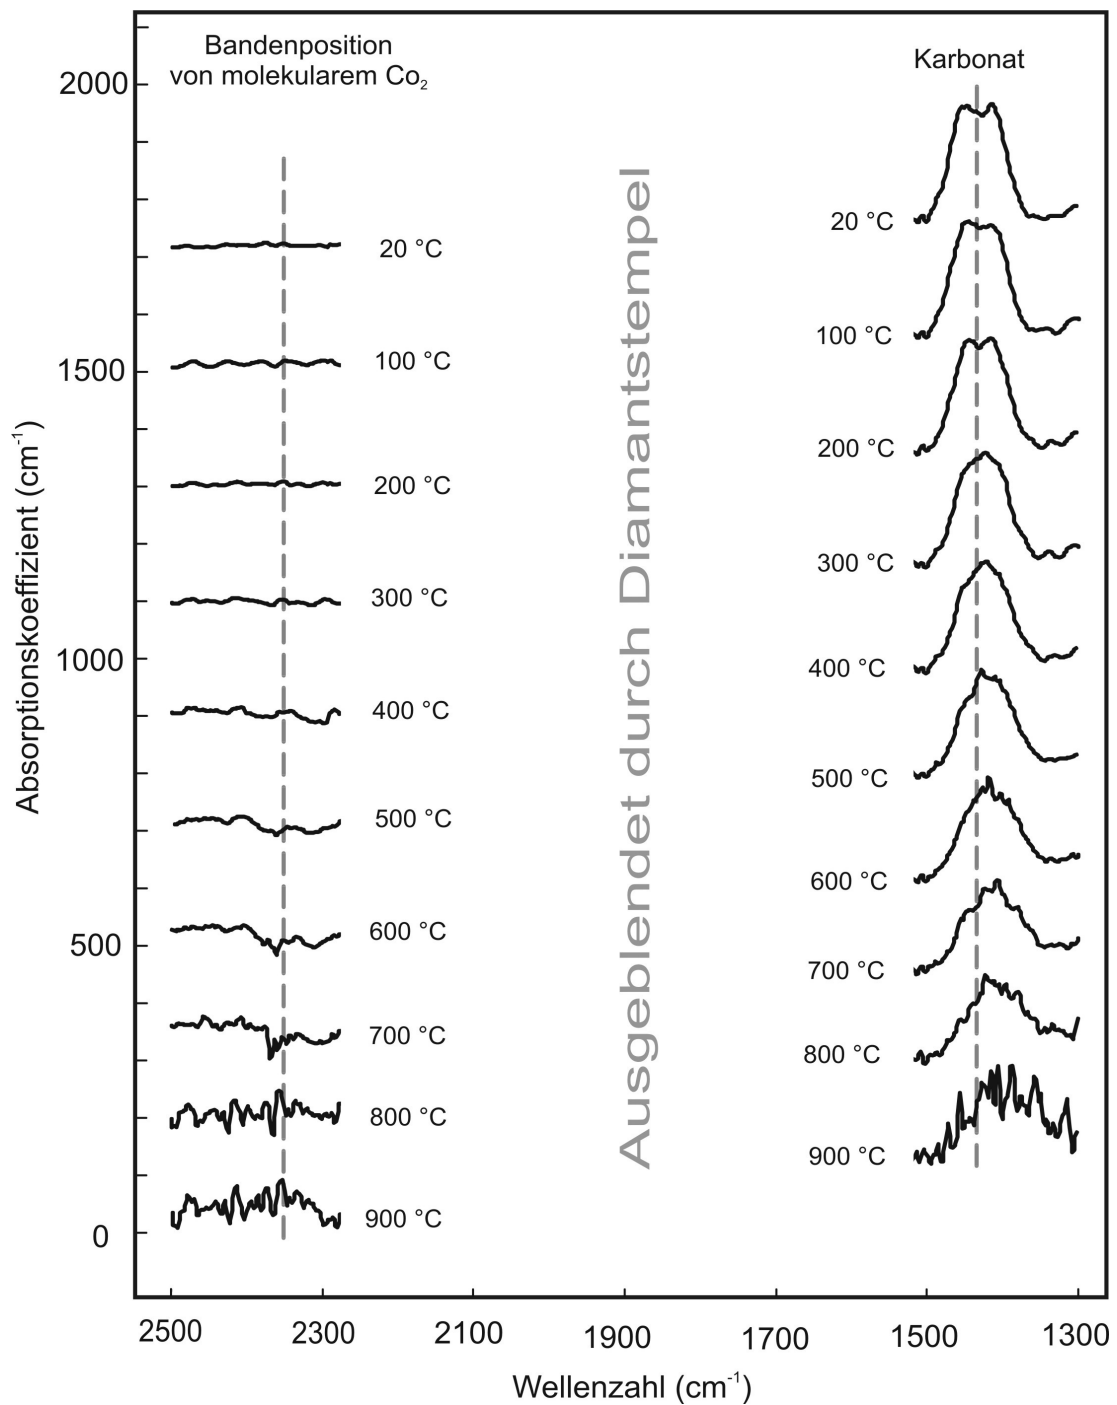 Bandenposition
von molekularem Co₂
Karbonat
2000
1500
1000
500
0
Absorptionskoeffizient (cm⁻¹)
20 °C
100 °C
200 °C
300 °C
400 °C
500 °C
600 °C
700 °C
800 °C
900 °C
Ausgeblendet durch Diamantstempel
20 °C
100 °C
200 °C
300 °C
400 °C
500 °C
600 °C
700 °C
800 °C
900 °C
2500 2300 2100 1900 1700 1500 1300
Wellenzahl (cm⁻¹)